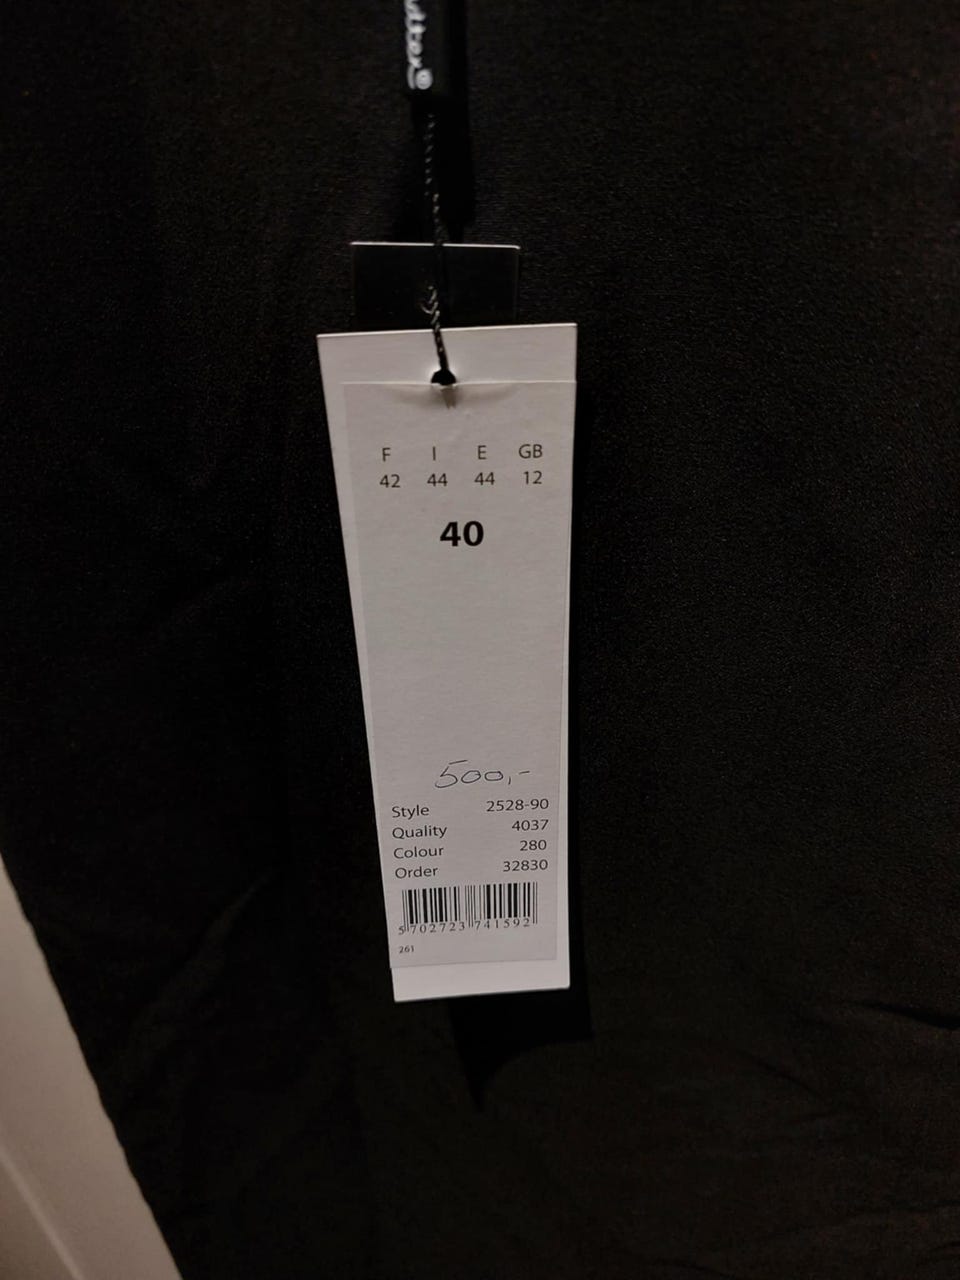 F I E GB
42 44 44 12
40
500,-
Style 2528-90
Quality 4037
Colour 280
Order 32830
5 702723 741592
261